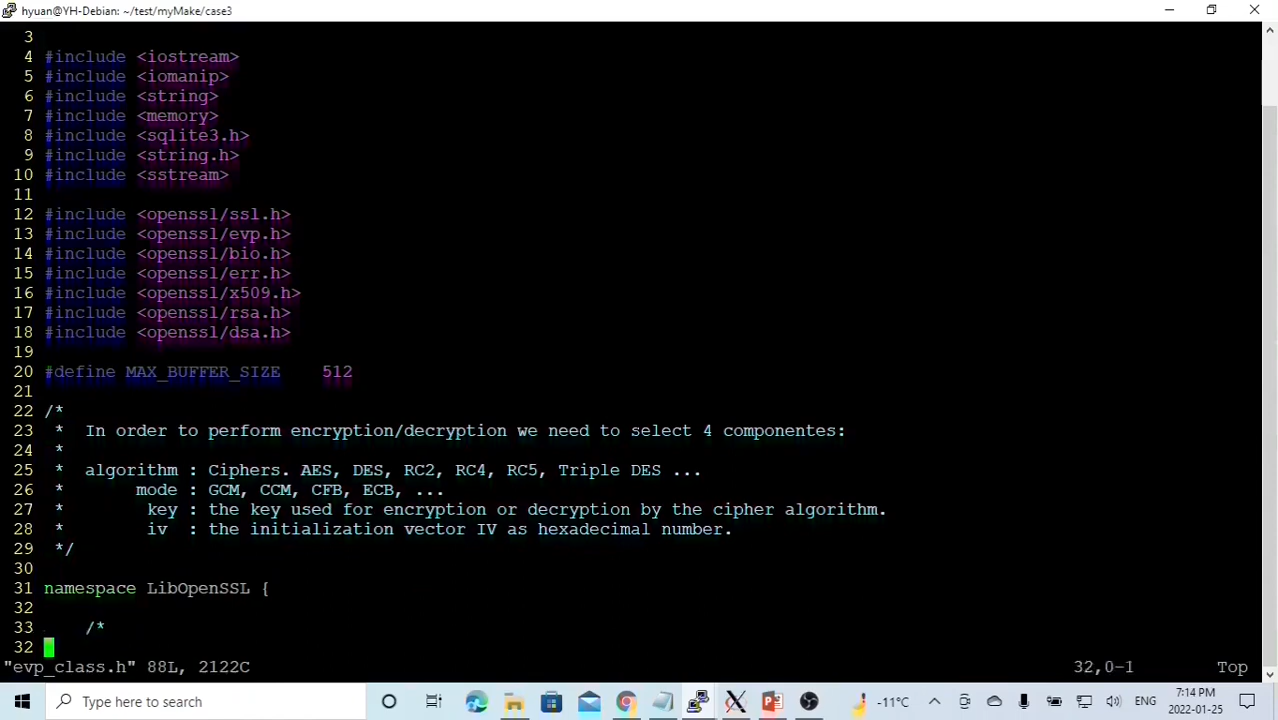 hyuan@YH-Debian: ~/test/myMake/case3
3
4 #include <iostream>
5 #include <iomanip>
6 #include <string>
7 #include <memory>
8 #include <sqlite3.h>
9 #include <string.h>
10 #include <sstream>
11
12 #include <openssl/ssl.h>
13 #include <openssl/evp.h>
14 #include <openssl/bio.h>
15 #include <openssl/err.h>
16 #include <openssl/x509.h>
17 #include <openssl/rsa.h>
18 #include <openssl/dsa.h>
19
20 #define MAX_BUFFER_SIZE    512
21
22 /*
23  *  In order to perform encryption/decryption we need to select 4 componentes:
24  *
25  *  algorithm : Ciphers. AES, DES, RC2, RC4, RC5, Triple DES ...
26  *       mode : GCM, CCM, CFB, ECB, ...
27  *        key : the key used for encryption or decryption by the cipher algorithm.
28  *        iv  : the initialization vector IV as hexadecimal number.
29  */
30
31 namespace LibOpenSSL {
32
33     /*
32
"evp_class.h" 88L, 2122C    32,0-1    Top
Type here to search    -11°C    ENG    7:14 PM
2022-01-25